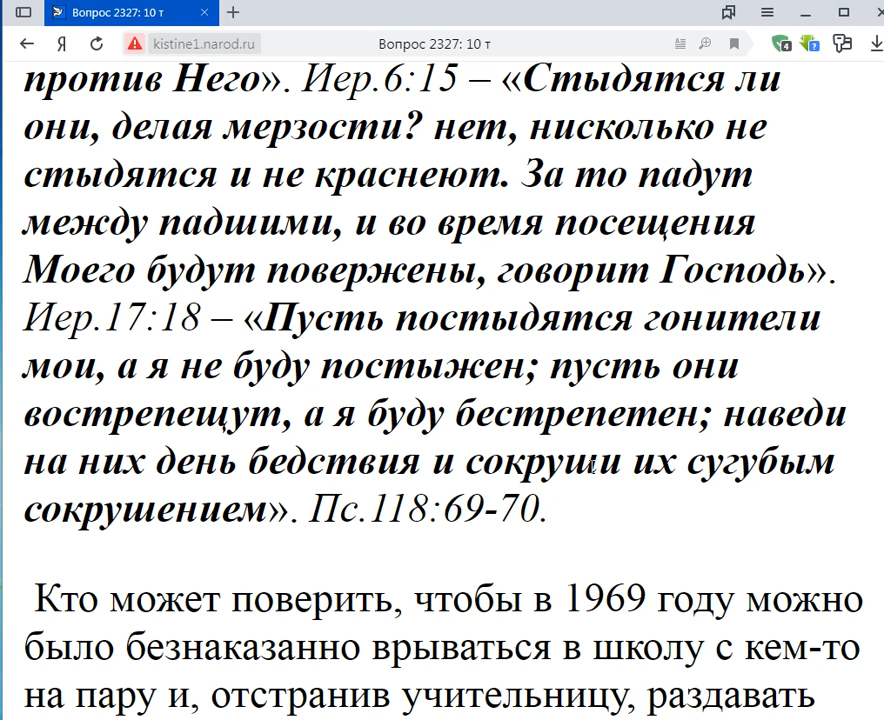 Вопрос 2327: 10 т
Я
kistine1.narod.ru
Вопрос 2327: 10 т
4
?
против Него». Иер.6:15 – «Стыдятся ли
они, делая мерзости? нет, нисколько не
стыдятся и не краснеют. За то падут
между падшими, и во время посещения
Моего будут повержены, говорит Господь».
Иер.17:18 – «Пусть постыдятся гонители
мои, а я не буду постыжен; пусть они
вострепещут, а я буду бестрепетен; наведи
на них день бедствия и сокруши их сугубым
сокрушением». Пс.118:69-70.
Кто может поверить, чтобы в 1969 году можно
было безнаказанно врываться в школу с кем-то
на пару и, отстранив учительницу, раздавать